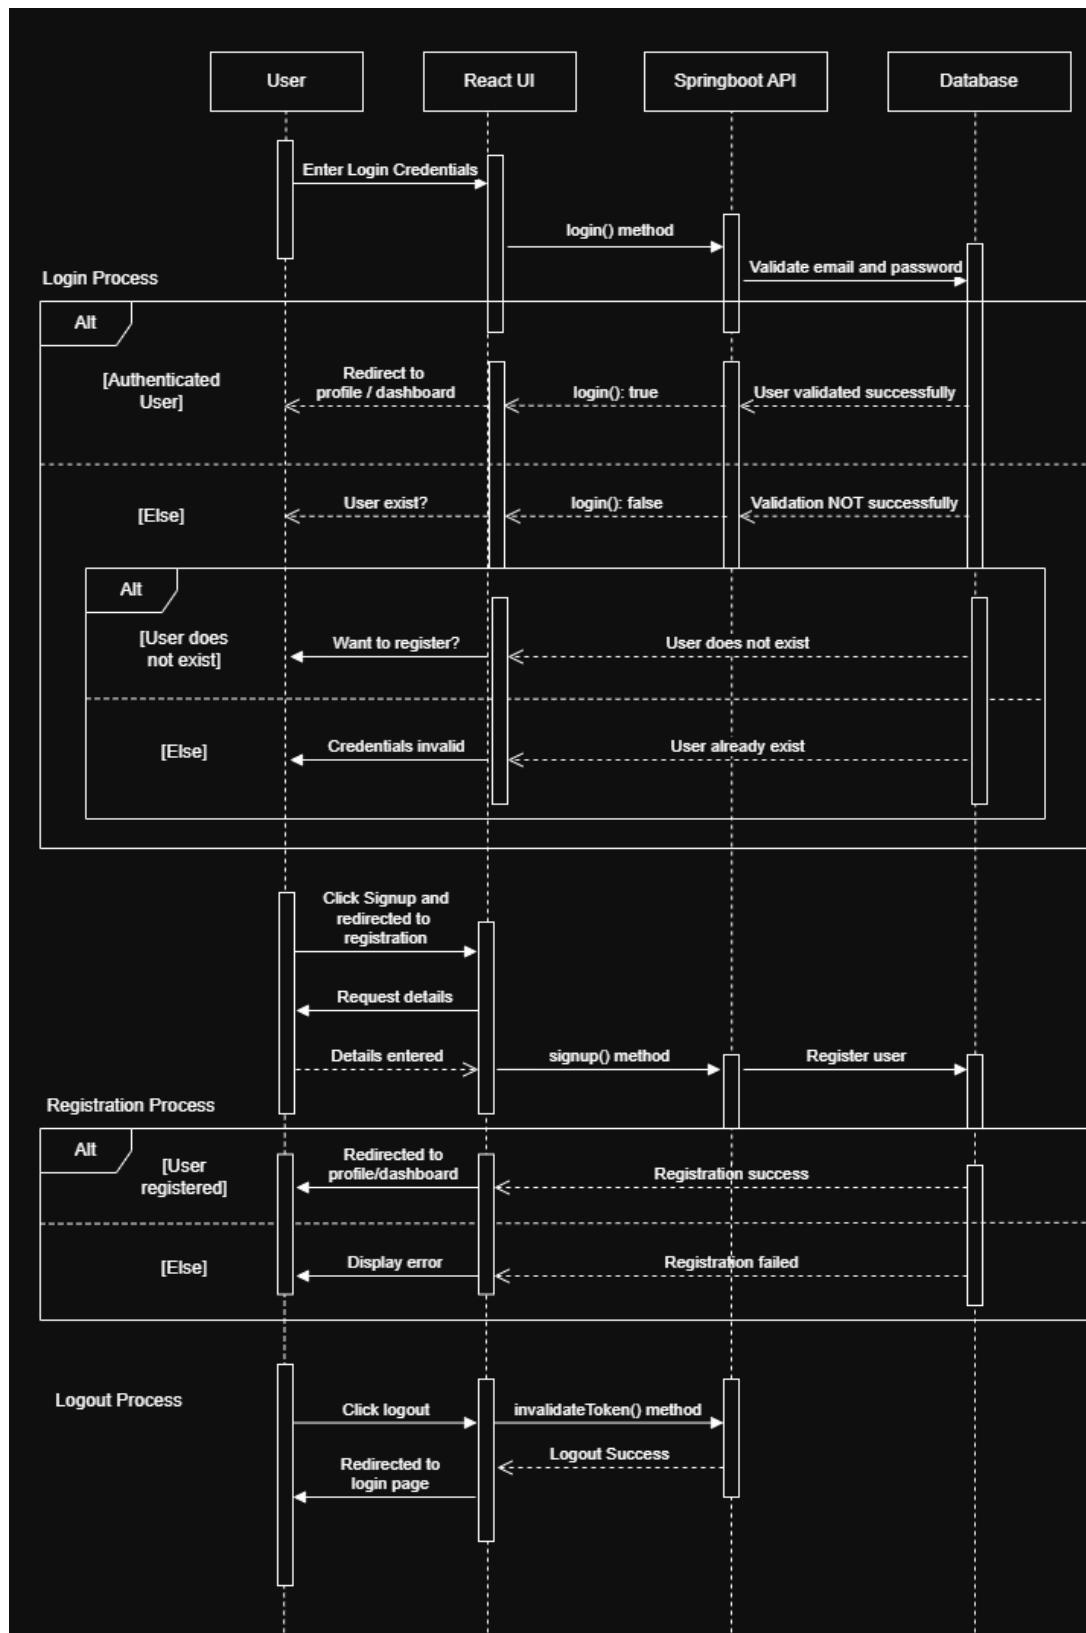 User
React UI
Springboot API
Database
Enter Login Credentials
login() method
Validate email and password
Login Process
Alt
[Authenticated
User]
Redirect to
profile / dashboard
login(): true
User validated successfully
[Else]
User exist?
login(): false
Validation NOT successfully
Alt
[User does
not exist]
Want to register?
User does not exist
[Else]
Credentials invalid
User already exist
Click Signup and
redirected to
registration
Request details
Details entered
signup() method
Register user
Registration Process
Alt
[User
registered]
Redirected to
profile/dashboard
Registration success
[Else]
Display error
Registration failed
Logout Process
Click logout
invalidateToken() method
Logout Success
Redirected to
login page